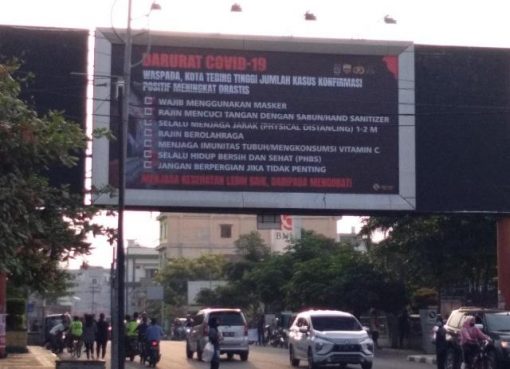 DARURAT COVID-19
WASPADA, KOTA TEBING TINGGI JUMLAH KASUS KONFIRMASI
POSITIF MENINGKAT DRASTIS
WAJIB MENGGUNAKAN MASKER
RAJIN MENCUCI TANGAN DENGAN SABUN/HAND SANITIZER
SELALU MENJAGA JARAK (PHYSICAL DISTANCING) 1-2 M
RAJIN BEROLAHRAGA
MENJAGA IMUNITAS TUBUH/MENGKONSUMSI VITAMIN C
SELALU HIDUP BERSIH DAN SEHAT (PHBS)
JANGAN BERPERGIAN JIKA TIDAK PENTING
MENJAGA KESEHATAN LEBIH BAIK, DARIPADA MENGOBATI